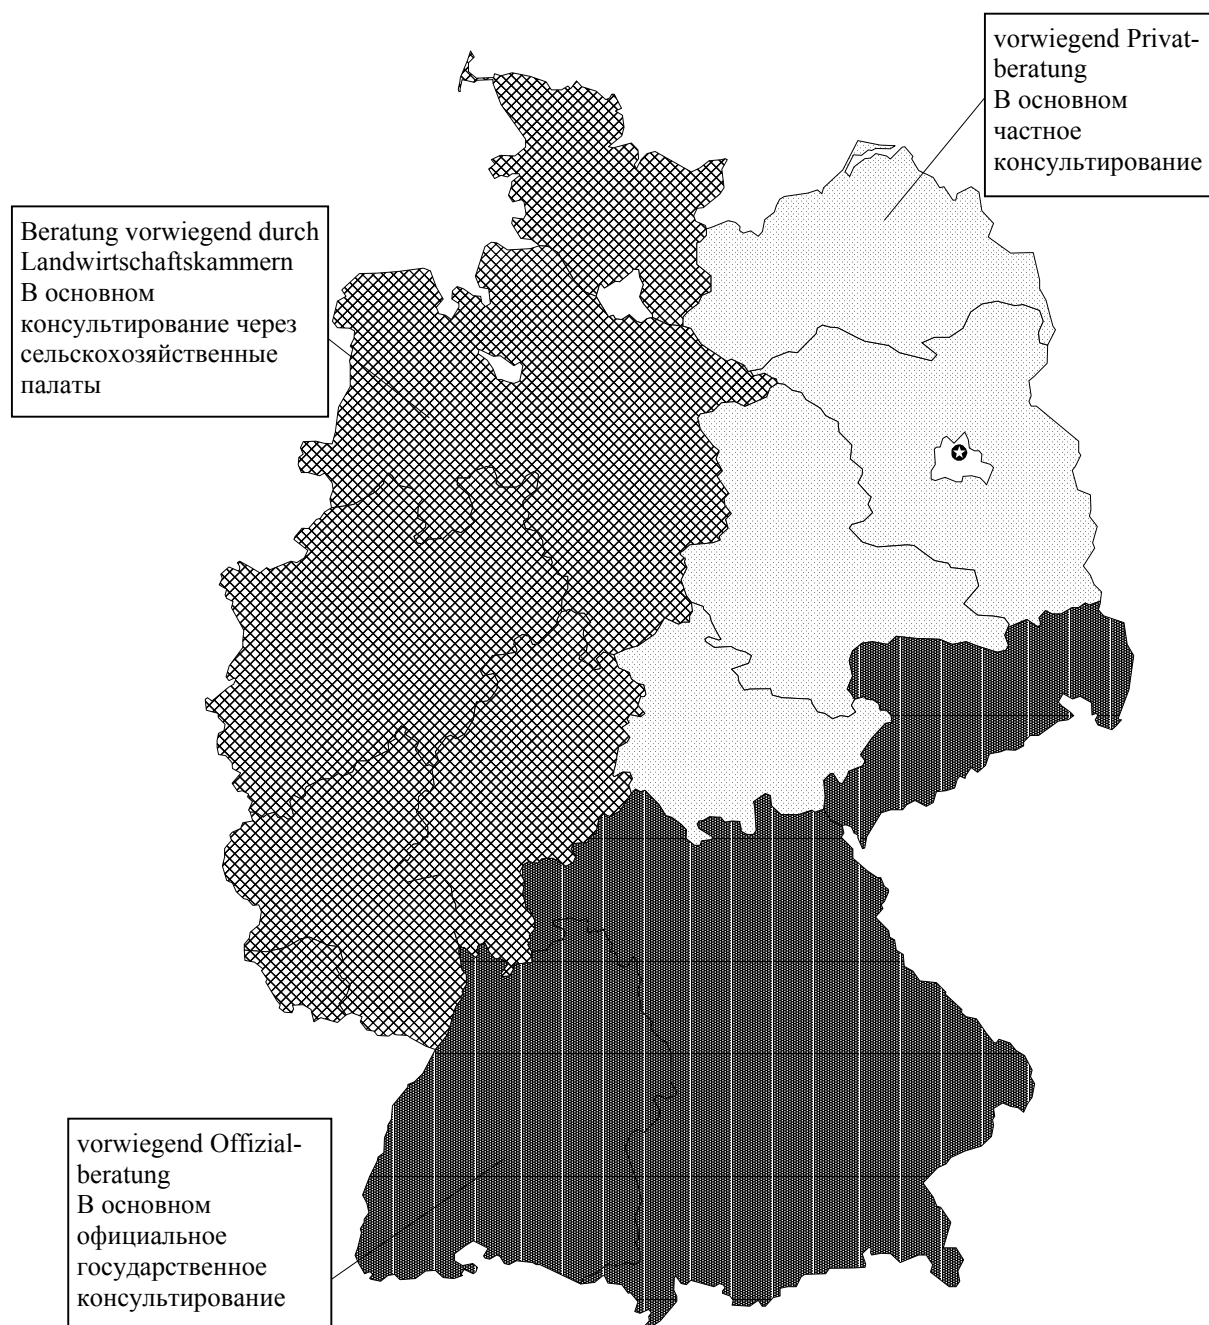 vorwiegend Privat-
beratung
В основном
частное
консультирование
Beratung vorwiegend durch
Landwirtschaftskammern
В основном
консультирование через
сельскохозяйственные
палаты
vorwiegend Offizial-
beratung
В основном
официальное
государственное
консультирование